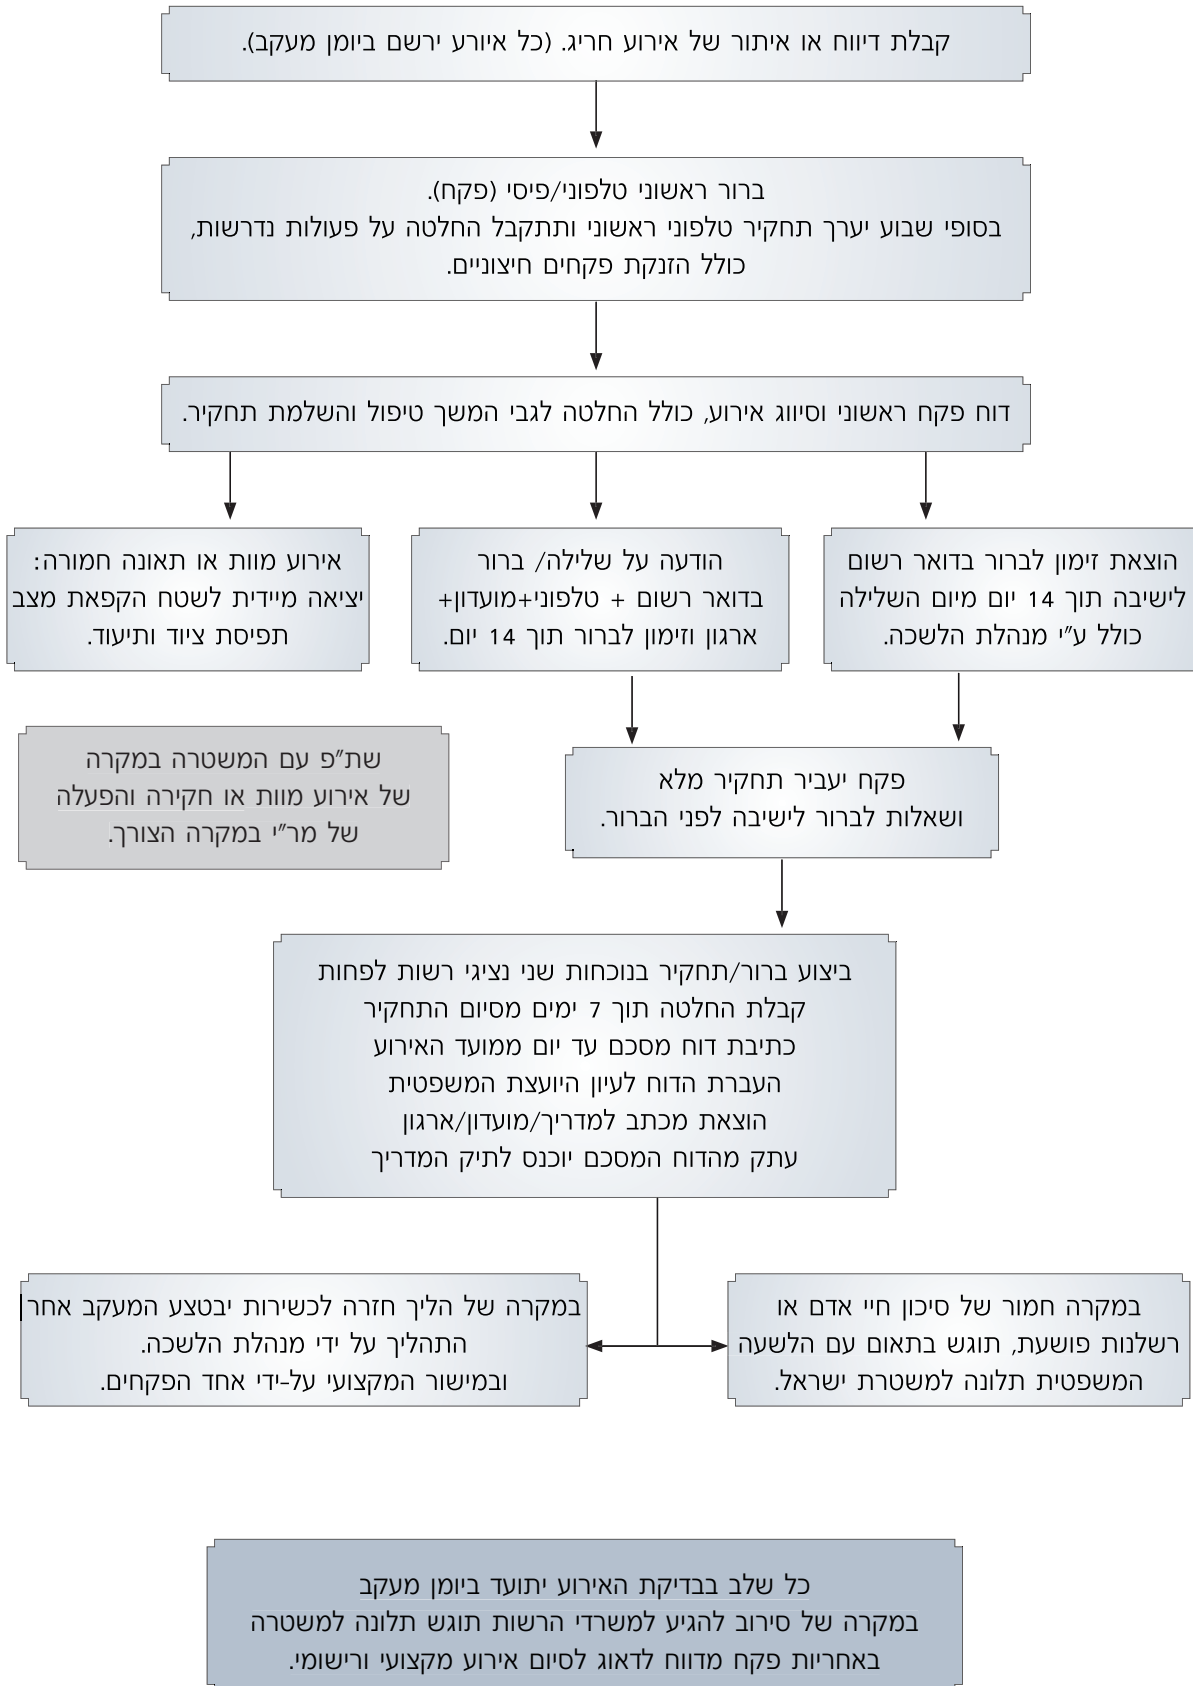 קבלת דיווח או איתור של אירוע חריג. (כל איורע ירשם ביומן מעקב).
ברור ראשוני טלפוני/פיסי (פקח).
בסופי שבוע יערך תחקיר טלפוני ראשוני ותתקבל החלטה על פעולות נדרשות,
כולל הזנקת פקחים חיצוניים.
דוח פקח ראשוני וסיווג אירוע, כולל החלטה לגבי המשך טיפול והשלמת תחקיר.
הוצאת זימון לברור בדואר רשום
לישיבה תוך 14 יום מיום השלילה
כולל ע"י מנהלת הלשכה.
הודעה על שלילה/ ברור
בדואר רשום + טלפוני+מועדון+
ארגון וזימון לברור תוך 14 יום.
אירוע מוות או תאונה חמורה:
יציאה מיידית לשטח הקפאת מצב
תפיסת ציוד ותיעוד.
שת"פ עם המשטרה במקרה
של אירוע מוות או חקירה והפעלה
של מר"י במקרה הצורך.
פקח יעביר תחקיר מלא
ושאלות לברור לישיבה לפני הברור.
ביצוע ברור/תחקיר בנוכחות שני נציגי רשות לפחות
קבלת החלטה תוך 7 ימים מסיום התחקיר
כתיבת דוח מסכם עד יום ממועד האירוע
העברת הדוח לעיון היועצת המשפטית
הוצאת מכתב למדריך/מועדון/ארגון
עתק מהדוח המסכם יוכנס לתיק המדריך
במקרה חמור של סיכון חיי אדם או
רשלנות פושעת, תוגש בתאום עם הלשעה
המשפטית תלונה למשטרת ישראל.
במקרה של הליך חזרה לכשירות יבטצע המעקב אחר
התהליך על ידי מנהלת הלשכה.
ובמישור המקצועי על-ידי אחד הפקחים.
כל שלב בבדיקת האירוע יתועד ביומן מעקב
במקרה של סירוב להגיע למשרדי הרשות תוגש תלונה למשטרה
באחריות פקח מדווח לדאוג לסיום אירוע מקצועי ורישומי.